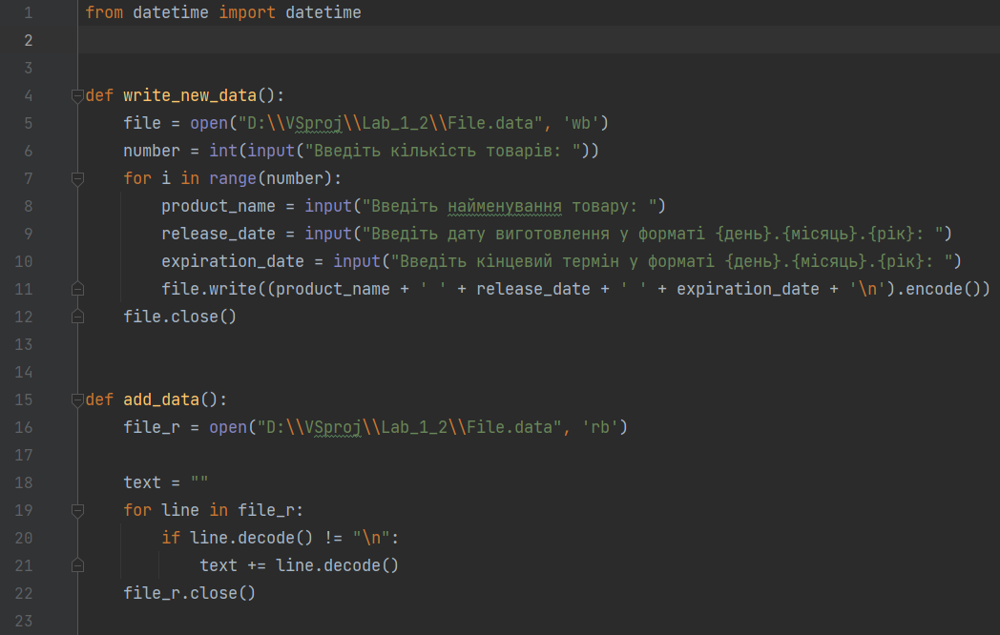 1 from datetime import datetime
2
3
4 def write_new_data():
5     file = open("D:\\VSproj\\Lab_1_2\\File.data", 'wb')
6     number = int(input("Введіть кількість товарів: "))
7     for i in range(number):
8         product_name = input("Введіть найменування товару: ")
9         release_date = input("Введіть дату виготовлення у форматі {день}.{місяць}.{рік}: ")
10         expiration_date = input("Введіть кінцевий термін у форматі {день}.{місяць}.{рік}: ")
11         file.write((product_name + ' ' + release_date + ' ' + expiration_date + '\n').encode())
12     file.close()
13
14
15 def add_data():
16     file_r = open("D:\\VSproj\\Lab_1_2\\File.data", 'rb')
17
18     text = ""
19     for line in file_r:
20         if line.decode() != "\n":
21             text += line.decode()
22     file_r.close()
23